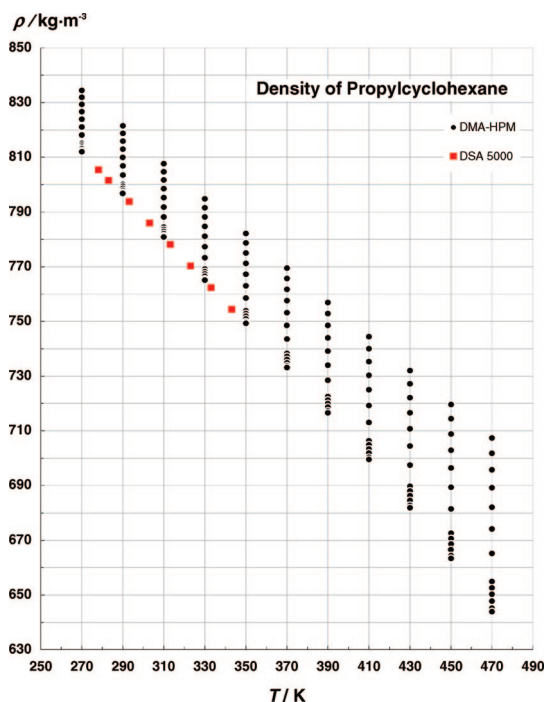 ρ / kg·m⁻³
850
Density of Propylcyclohexane
830
DMA-HPM
810
DSA 5000
790
770
750
730
710
690
670
650
630
250 270 290 310 330 350 370 390 410 430 450 470 490
T / K